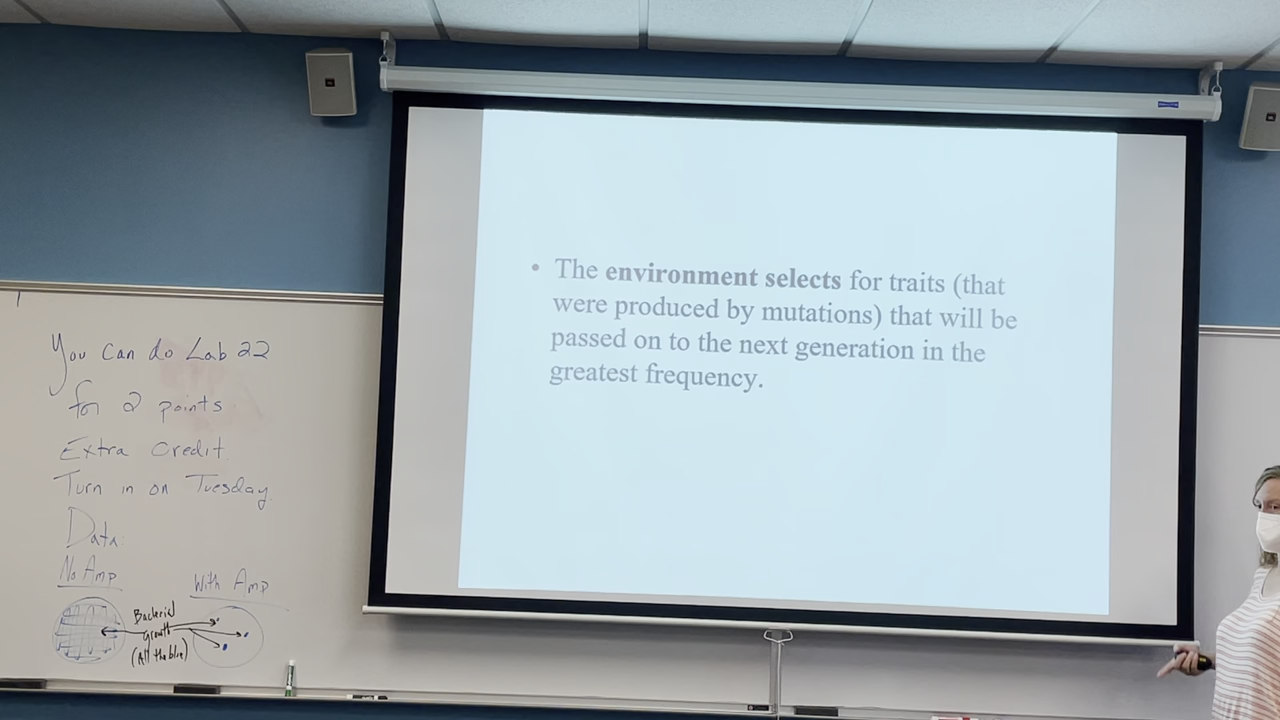 • The environment selects for traits (that
were produced by mutations) that will be
passed on to the next generation in the
greatest frequency.
You can do Lab 22
for 2 points
Extra Credit
Turn in on Tuesday.
Data:
No Amp
With Amp
Bacterial
Growth
(All the blue)